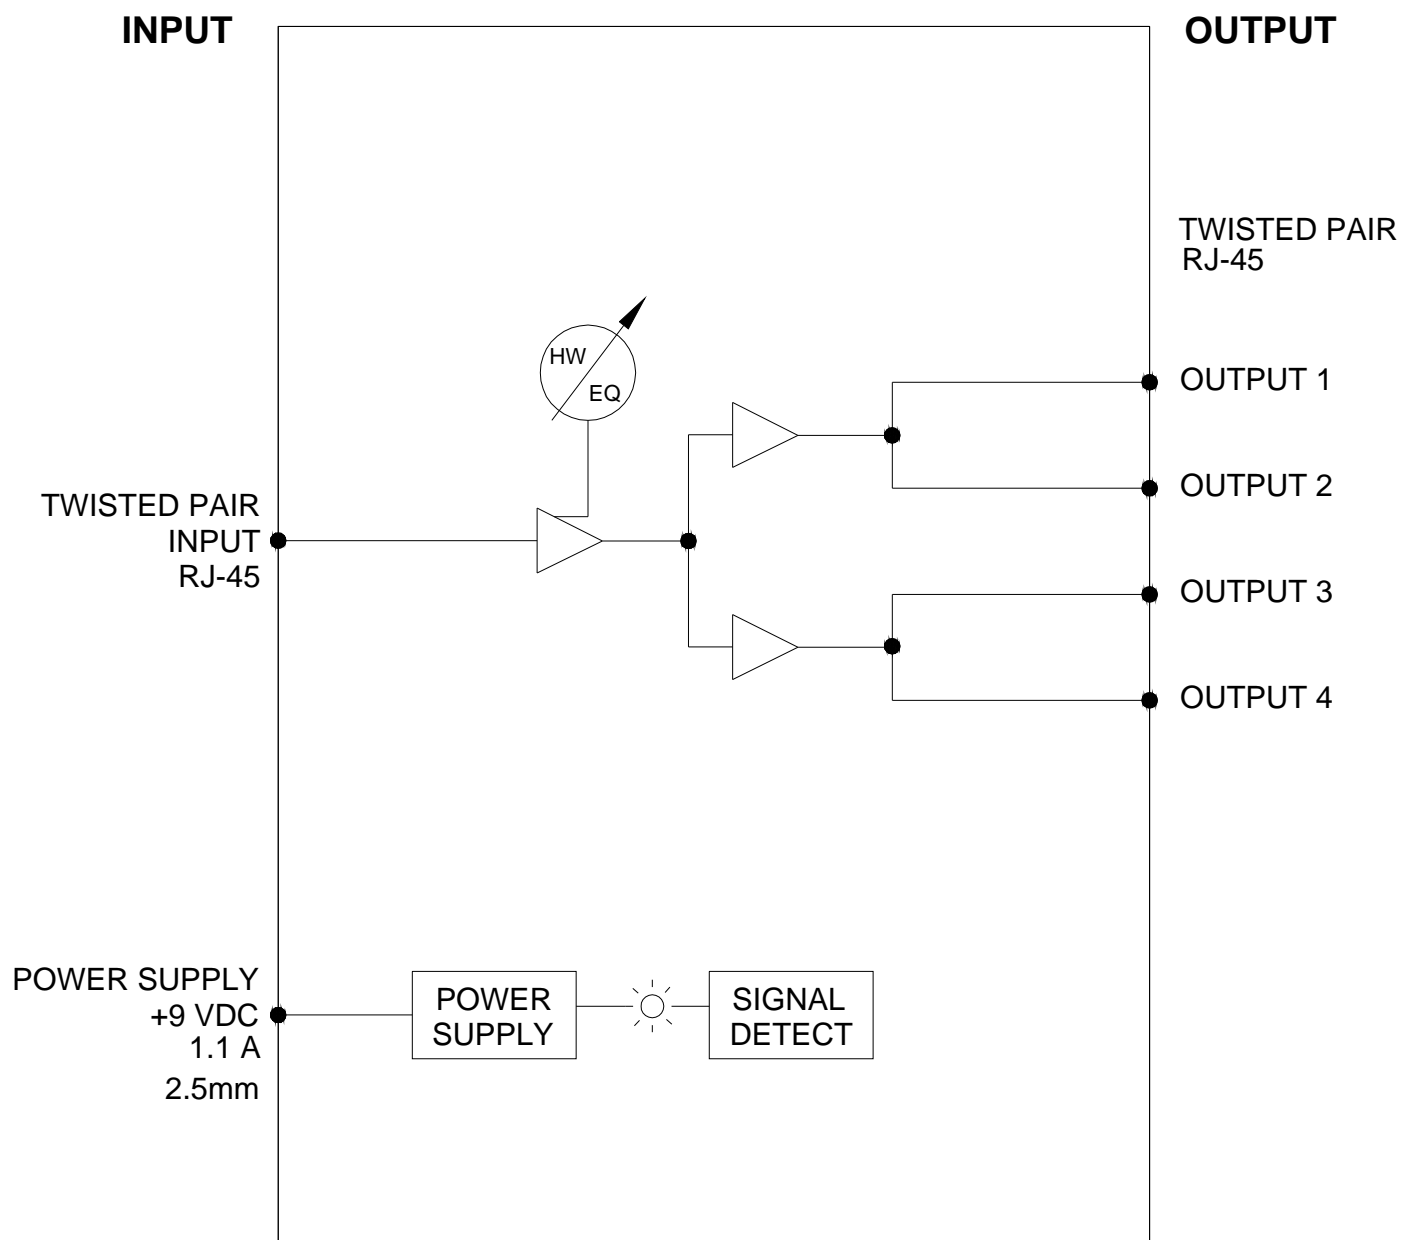 INPUT
OUTPUT
TWISTED PAIR
RJ-45
HW
EQ
OUTPUT 1
OUTPUT 2
TWISTED PAIR
INPUT
RJ-45
OUTPUT 3
OUTPUT 4
POWER SUPPLY
+9 VDC
1.1 A
2.5mm
POWER
SUPPLY
SIGNAL
DETECT